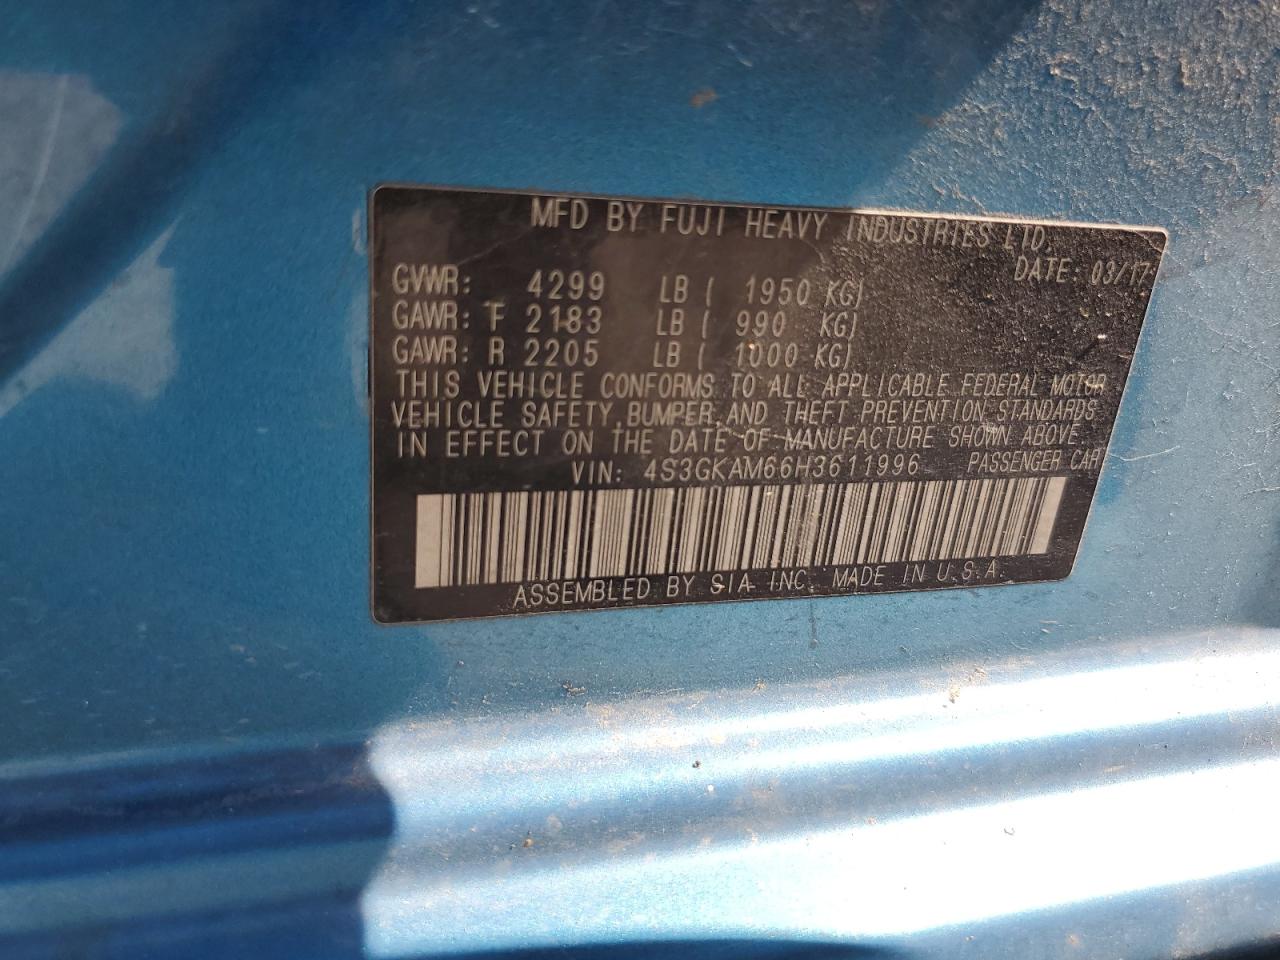 MFD BY FUJI HEAVY INDUSTRIES LTD.
DATE: 03/17
GVWR: 4299 LB ( 1950 KG)
GAWR: F 2183 LB ( 990 KG)
GAWR: R 2205 LB ( 1000 KG)
THIS VEHICLE CONFORMS TO ALL APPLICABLE FEDERAL MOTOR
VEHICLE SAFETY, BUMPER, AND THEFT PREVENTION STANDARDS
IN EFFECT ON THE DATE OF MANUFACTURE SHOWN ABOVE.
VIN: 4S3GKAM66H3611996 PASSENGER CAR
ASSEMBLED BY S.I.A. INC. MADE IN U.S.A.